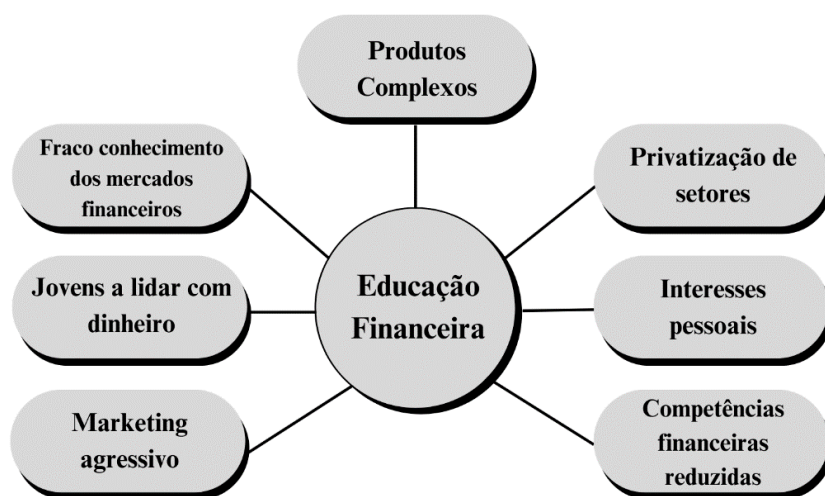 Produtos
Complexos
Fraco conhecimento
dos mercados
financeiros
Privatização de
setores
Jovens a lidar com
dinheiro
Educação
Financeira
Interesses
pessoais
Marketing
agressivo
Competências
financeiras
reduzidas